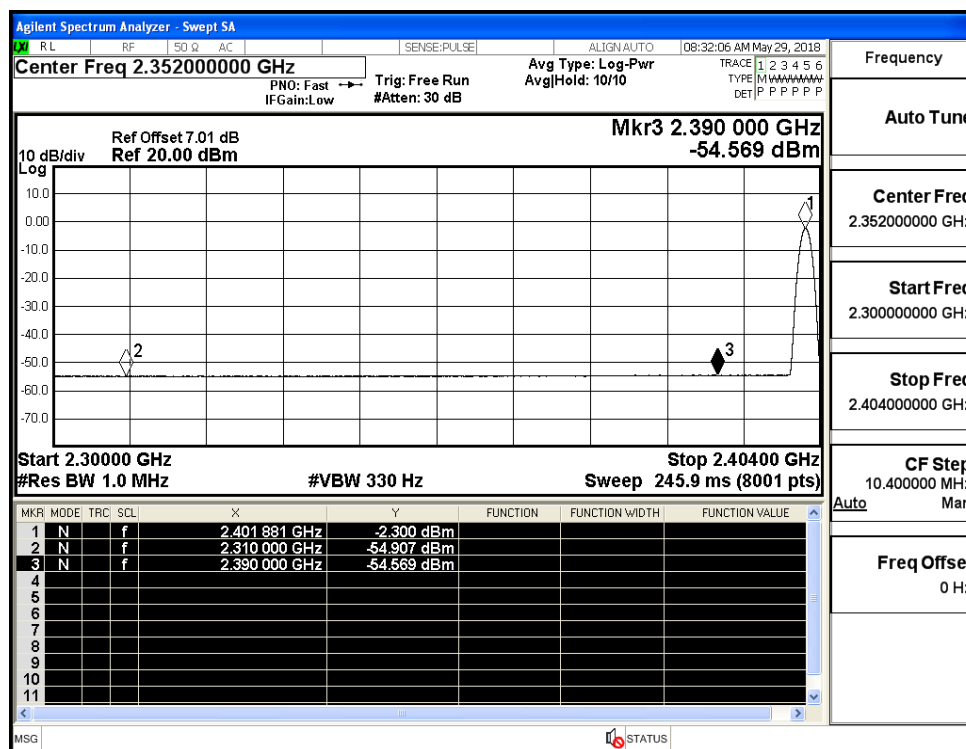 Agilent Spectrum Analyzer - Swept SA
LXI RL RF 50 Ω AC SENSE:PULSE ALIGN AUTO 08:32:06 AM May 29, 2018
Center Freq 2.352000000 GHz
PNO: Fast
IFGain:Low
Trig: Free Run
#Atten: 30 dB
Avg Type: Log-Pwr
Avg|Hold: 10/10
TRACE 1 2 3 4 5 6
TYPE M WWWWW
DET P P P P P P
Ref Offset 7.01 dB
10 dB/div Ref 20.00 dBm
Log
Mkr3 2.390 000 GHz
-54.569 dBm
10.0
0.00
-10.0
-20.0
-30.0
-40.0
-50.0
-60.0
-70.0
1
2
3
Start 2.30000 GHz Stop 2.40400 GHz
#Res BW 1.0 MHz #VBW 330 Hz Sweep 245.9 ms (8001 pts)
MKR MODE TRC SCL X Y FUNCTION FUNCTION WIDTH FUNCTION VALUE
1 N f 2.401 881 GHz -2.300 dBm
2 N f 2.310 000 GHz -54.907 dBm
3 N f 2.390 000 GHz -54.569 dBm
4
5
6
7
8
9
10
11
MSG STATUS
Frequency
Auto Tune
Center Freq
2.352000000 GHz
Start Freq
2.300000000 GHz
Stop Freq
2.404000000 GHz
CF Step
10.400000 MHz
Auto Man
Freq Offset
0 Hz